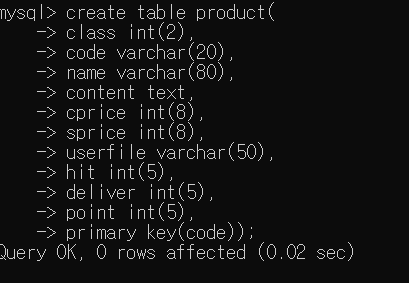 mysql> create table product(
    -> class int(2),
    -> code varchar(20),
    -> name varchar(80),
    -> content text,
    -> cprice int(8),
    -> sprice int(8),
    -> userfile varchar(50),
    -> hit int(5),
    -> deliver int(5),
    -> point int(5),
    -> primary key(code));
Query OK, 0 rows affected (0.02 sec)